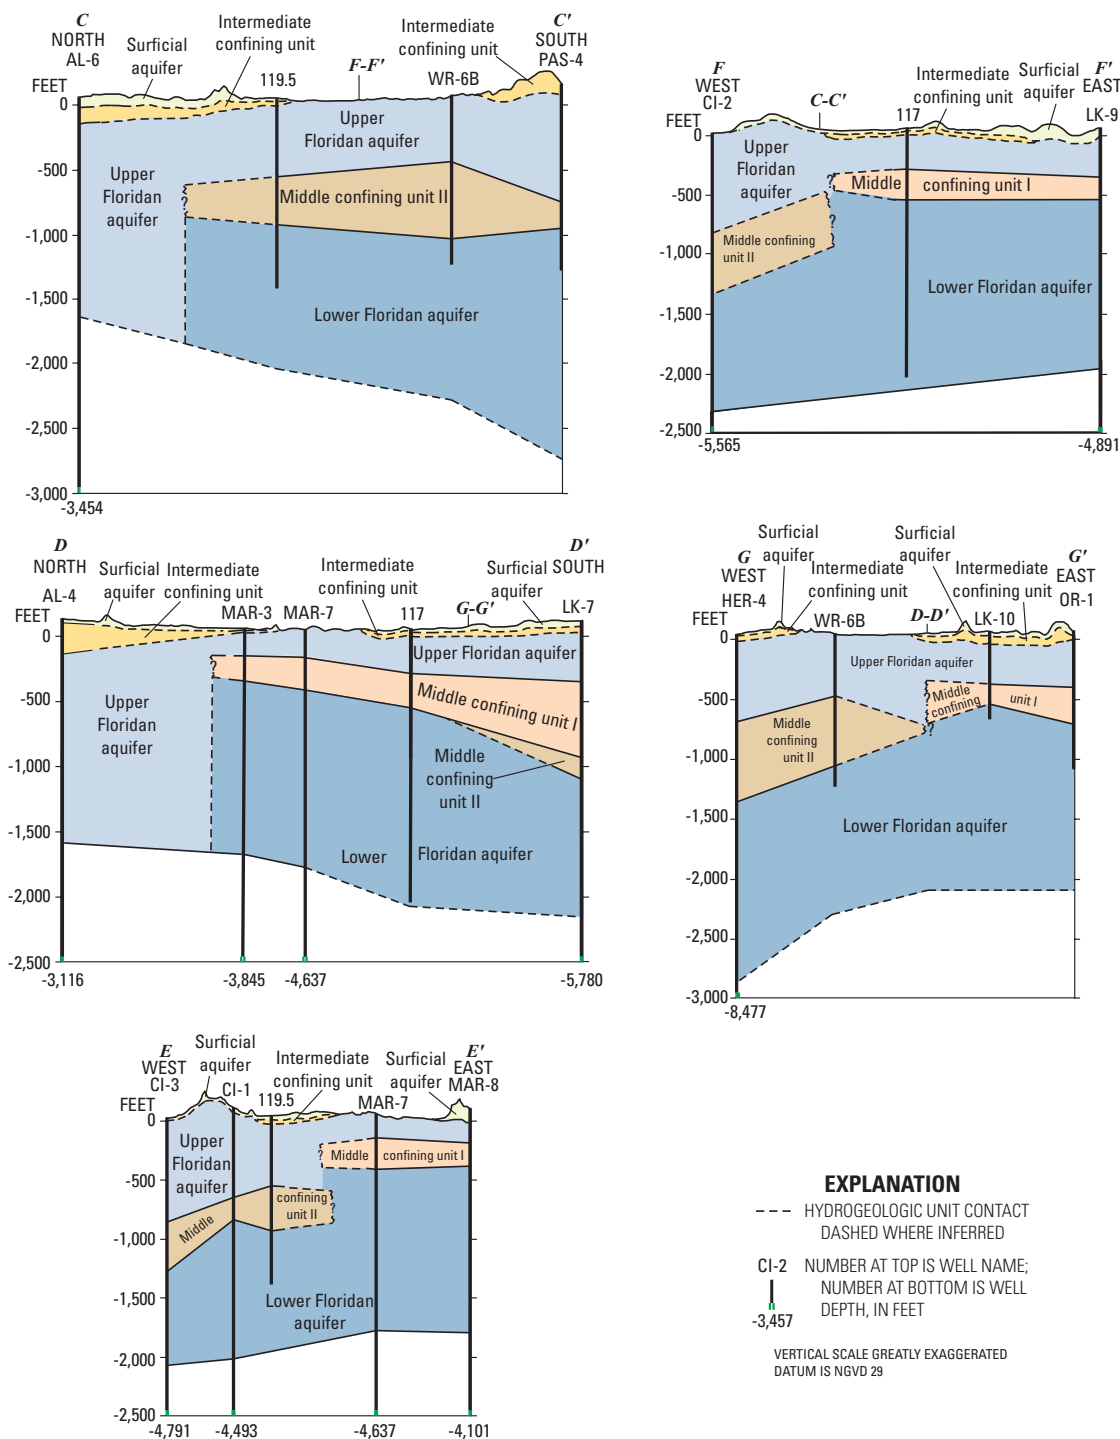 C
NORTH
AL-6
Surficial
aquifer
Intermediate
confining unit
119.5
F-F'
Intermediate
confining unit
WR-6B
C'
SOUTH
PAS-4
FEET
0
-500
-1,000
-1,500
-2,000
-2,500
-3,000
-3,454
Upper
Floridan
aquifer
Upper
Floridan aquifer
?
Middle confining unit II
Lower Floridan aquifer
F
WEST
CI-2
C-C'
117
Intermediate
confining unit
Surficial
aquifer
F'
EAST
LK-9
FEET
0
-500
-1,000
-1,500
-2,000
-2,500
-5,565
-4,891
Upper
Floridan
aquifer
?
Middle
confining unit I
Middle confining
unit II
?
Lower Floridan aquifer
D
NORTH
AL-4
Surficial
aquifer
Intermediate
confining unit
MAR-3
MAR-7
Intermediate
confining unit
117
G-G'
Surficial
aquifer
D'
SOUTH
LK-7
FEET
0
-500
-1,000
-1,500
-2,000
-2,500
-3,116
-3,845
-4,637
-5,780
Upper
Floridan
aquifer
Upper Floridan aquifer
?
Middle confining unit I
Middle
confining
unit II
Lower
Floridan aquifer
G
WEST
HER-4
Surficial
aquifer
Intermediate
confining unit
WR-6B
Surficial
aquifer
D-D'
Intermediate
confining unit
LK-10
G'
EAST
OR-1
FEET
0
-500
-1,000
-1,500
-2,000
-2,500
-3,000
-8,477
Upper Floridan aquifer
Middle
confining
unit I
Middle
confining
unit II
?
?
Lower Floridan aquifer
E
WEST
CI-3
Surficial
aquifer
CI-1
119.5
Intermediate
confining unit
MAR-7
Surficial
aquifer
E'
EAST
MAR-8
FEET
0
-500
-1,000
-1,500
-2,000
-2,500
-4,791
-4,493
-4,637
-4,101
Upper
Floridan
aquifer
?
Middle
confining unit I
Middle
confining
unit II
?
Lower Floridan
aquifer
EXPLANATION
HYDROGEOLOGIC UNIT CONTACT
DASHED WHERE INFERRED
CI-2
NUMBER AT TOP IS WELL NAME;
NUMBER AT BOTTOM IS WELL
DEPTH, IN FEET
-3,457
VERTICAL SCALE GREATLY EXAGGERATED
DATUM IS NGVD 29